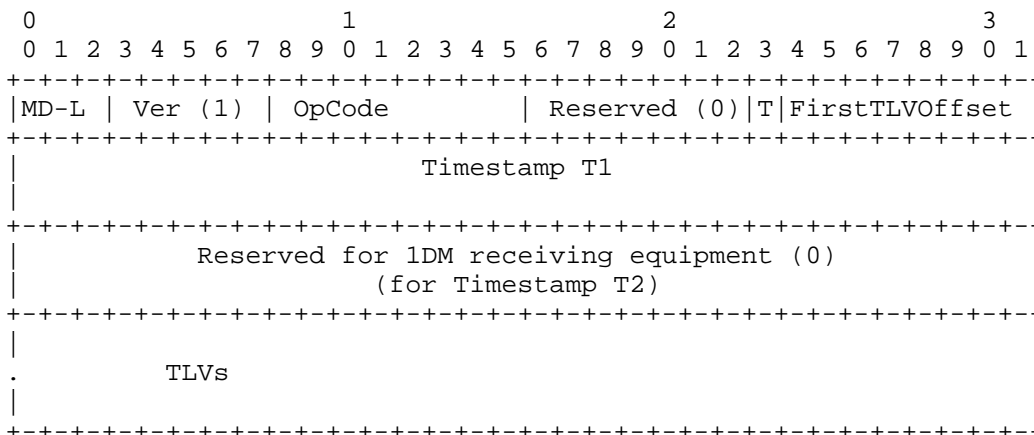 0                   1                   2                   3
 0 1 2 3 4 5 6 7 8 9 0 1 2 3 4 5 6 7 8 9 0 1 2 3 4 5 6 7 8 9 0 1
+-+-+-+-+-+-+-+-+-+-+-+-+-+-+-+-+-+-+-+-+-+-+-+-+-+-+-+-+-+-+-+-
|MD-L | Ver (1) | OpCode        | Reserved (0)|T|FirstTLVOffset
+-+-+-+-+-+-+-+-+-+-+-+-+-+-+-+-+-+-+-+-+-+-+-+-+-+-+-+-+-+-+-+-
|                         Timestamp T1
|
+-+-+-+-+-+-+-+-+-+-+-+-+-+-+-+-+-+-+-+-+-+-+-+-+-+-+-+-+-+-+-+-
|           Reserved for 1DM receiving equipment (0)
|                      (for Timestamp T2)
+-+-+-+-+-+-+-+-+-+-+-+-+-+-+-+-+-+-+-+-+-+-+-+-+-+-+-+-+-+-+-+-
|
.         TLVs
|
+-+-+-+-+-+-+-+-+-+-+-+-+-+-+-+-+-+-+-+-+-+-+-+-+-+-+-+-+-+-+-+-